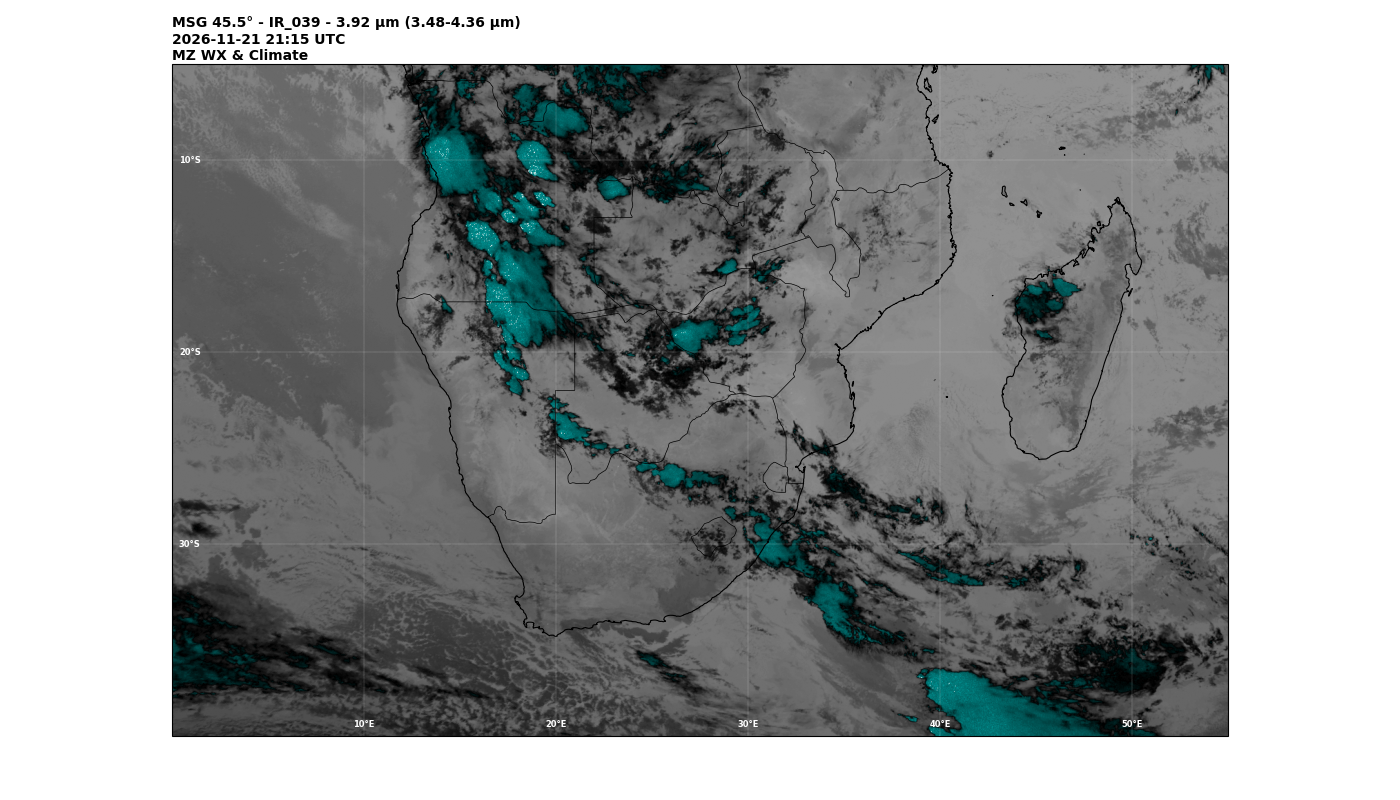 MSG 45.5° - IR_039 - 3.92 µm (3.48-4.36 µm)
2026-11-21 21:15 UTC
MZ WX & Climate
10°S
20°S
30°S
10°E
20°E
30°E
40°E
50°E